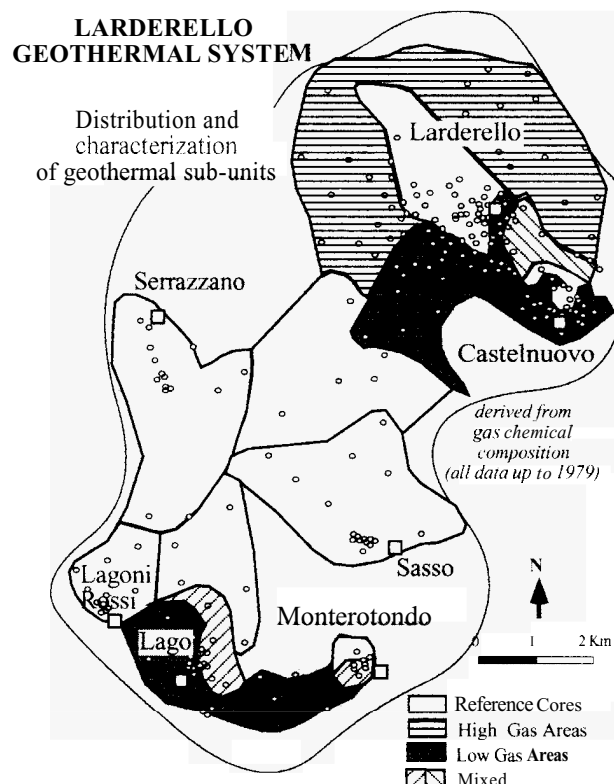 LARDERELLO
GEOTHERMAL SYSTEM
Distribution and
characterization
of geothermal sub-units
Larderello
Serrazzano
Castelnuovo
derived from
gas chemical
composition
(all data up to 1979)
Sasso
Lagoni
Rossi
Monterotondo
Lago
N
0 1 2 Km
Reference Cores
High Gas Areas
Low Gas Areas
Mixed